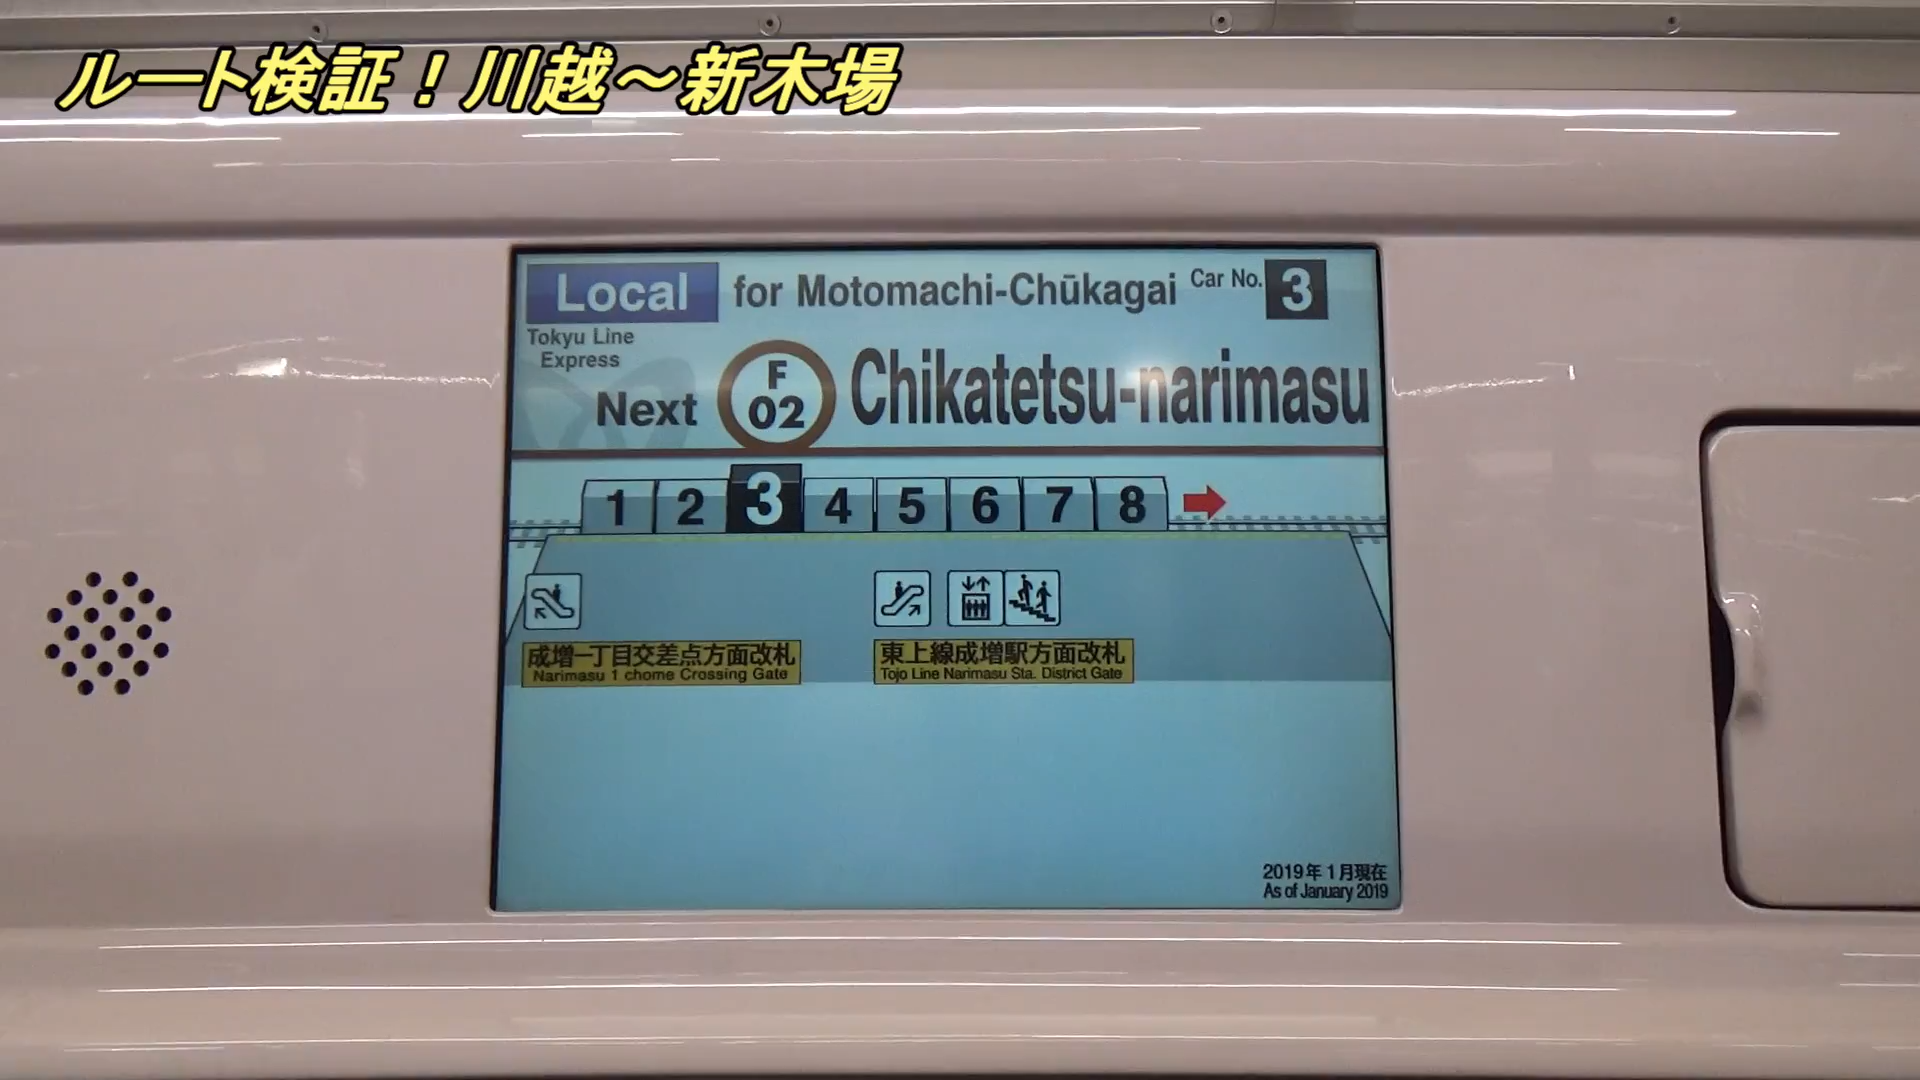 ルート検証！川越～新木場
Local for Motomachi-Chūkagai Car No. 3
Tokyu Line
Express
Next F 02 Chikatetsu-narimasu
1 2 3 4 5 6 7 8
成増一丁目交差点方面改札
Narimasu 1 chome Crossing Gate
東上線成増駅方面改札
Tojo Line Narimasu Sta. District Gate
2019年1月現在
As of January 2019